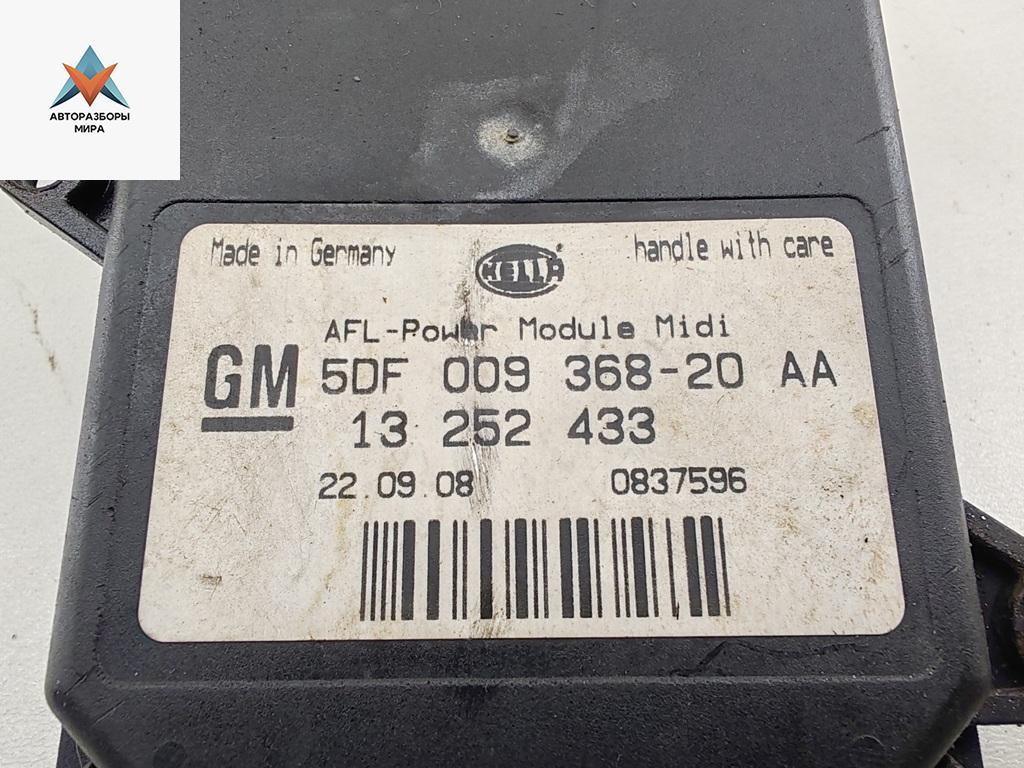 АВТОРАЗБОРЫ
МИРА
Made in Germany
HELLA
handle with care
AFL-Power Module Midi
GM
5DF 009 368-20 AA
13 252 433
22.09.08
0837596